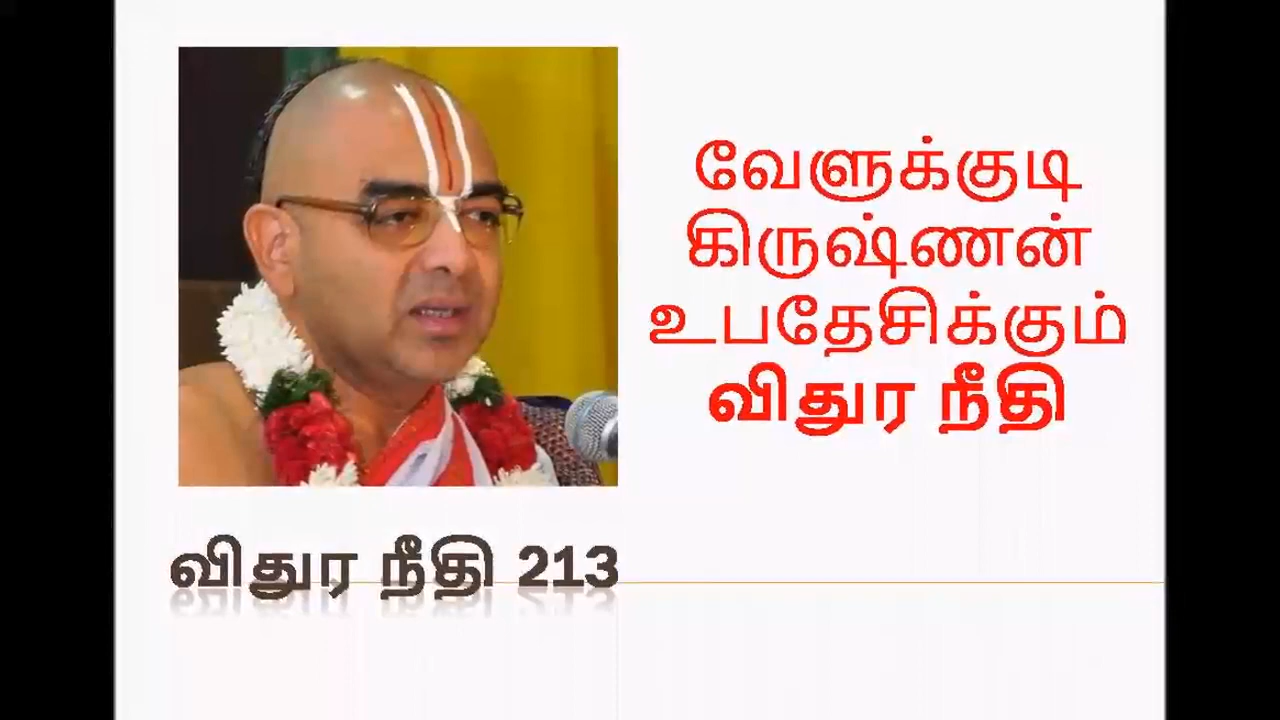 வேளுக்குடி
கிருஷ்ணன்
உபதேசிக்கும்
விதுர நீதி
விதுர நீதி 213